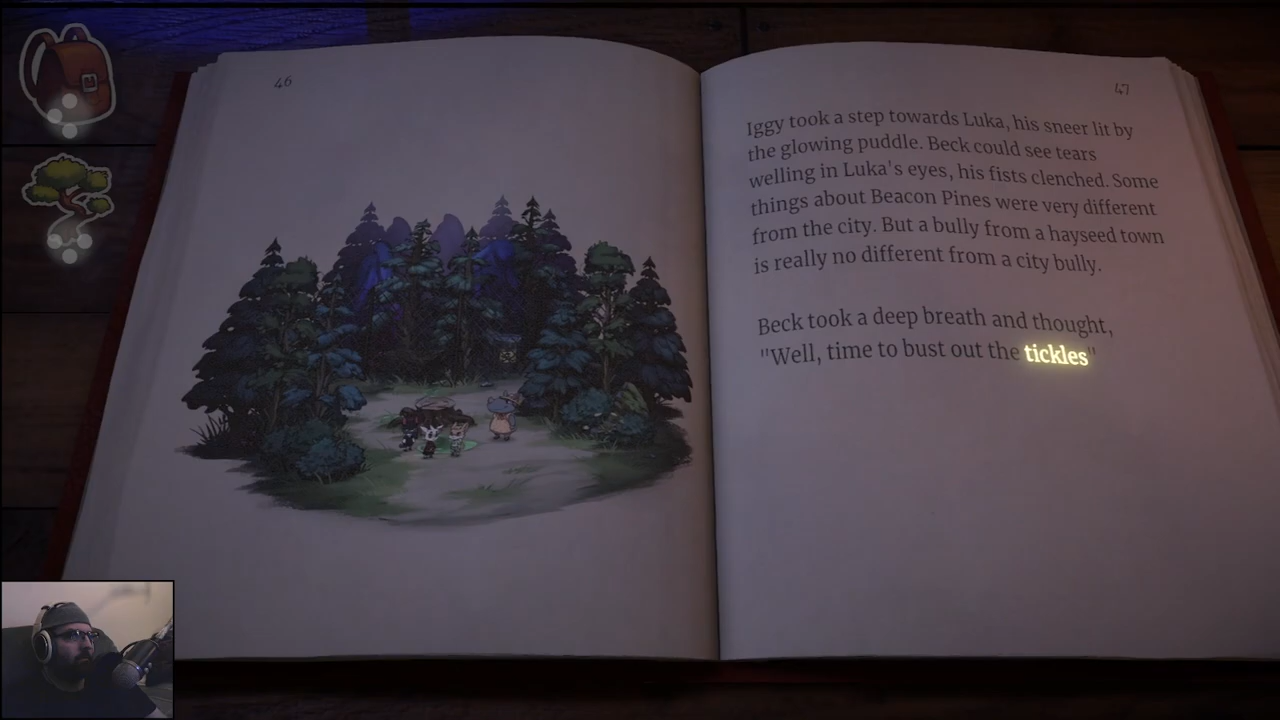 46
47
Iggy took a step towards Luka, his sneer lit by
the glowing puddle. Beck could see tears
welling in Luka's eyes, his fists clenched. Some
things about Beacon Pines were very different
from the city. But a bully from a hayseed town
is really no different from a city bully.
Beck took a deep breath and thought,
"Well, time to bust out the tickles"